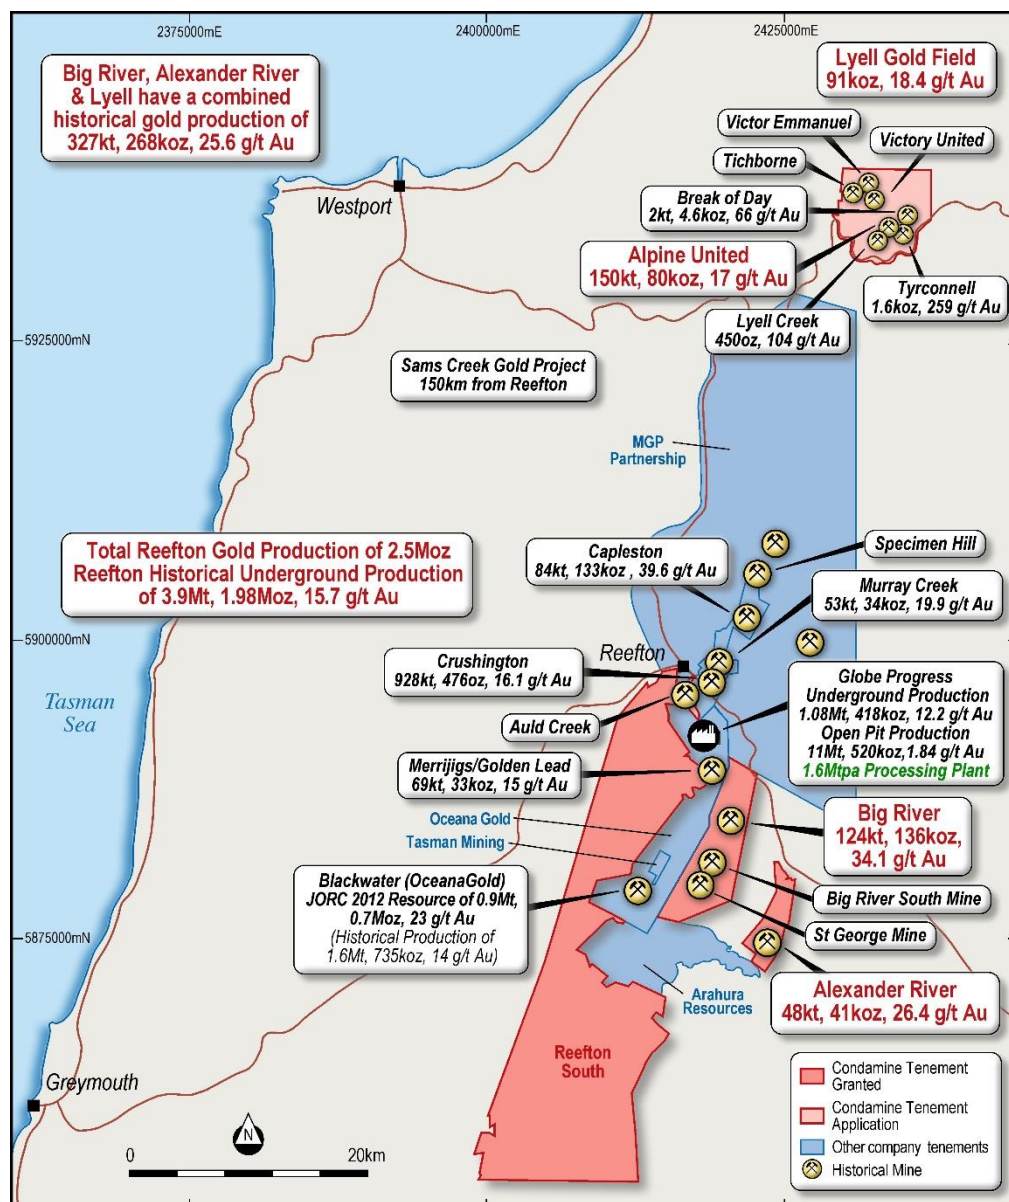 2375000mE
2400000mE
2425000mE
Big River, Alexander River
& Lyell have a combined
historical gold production of
327kt, 268koz, 25.6 g/t Au
Lyell Gold Field
91koz, 18.4 g/t Au
Victor Emmanuel
Victory United
Tichborne
Westport
Break of Day
2kt, 4.6koz, 66 g/t Au
Alpine United
150kt, 80koz, 17 g/t Au
Tyrconnell
1.6koz, 259 g/t Au
Lyell Creek
450oz, 104 g/t Au
5925000mN
Sams Creek Gold Project
150km from Reefton
MGP
Partnership
Total Reefton Gold Production of 2.5Moz
Reefton Historical Underground Production
of 3.9Mt, 1.98Moz, 15.7 g/t Au
Capleston
84kt, 133koz , 39.6 g/t Au
Specimen Hill
Murray Creek
53kt, 34koz, 19.9 g/t Au
5900000mN
Reefton
Crushington
928kt, 476oz, 16.1 g/t Au
Globe Progress
Underground Production
1.08Mt, 418koz, 12.2 g/t Au
Open Pit Production
11Mt, 520koz,1.84 g/t Au
1.6Mtpa Processing Plant
Tasman
Sea
Auld Creek
Merrijigs/Golden Lead
69kt, 33koz, 15 g/t Au
Oceana Gold
Tasman Mining
Big River
124kt, 136koz,
34.1 g/t Au
Blackwater (OceanaGold)
JORC 2012 Resource of 0.9Mt,
0.7Moz, 23 g/t Au
(Historical Production of
1.6Mt, 735koz, 14 g/t Au)
Big River South Mine
St George Mine
5875000mN
Arahura
Resources
Alexander River
48kt, 41koz, 26.4 g/t Au
Reefton
South
Greymouth
N
0
20km
Condamine Tenement
Granted
Condamine Tenement
Application
Other company tenements
Historical Mine